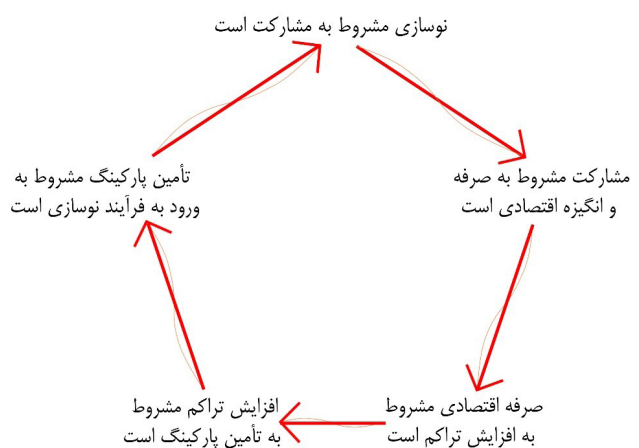 نوسازی مشروط به مشارکت است
مشارکت مشروط به صرفه
و انگیزه اقتصادی است
صرفه اقتصادی مشروط
به افزایش تراکم است
افزایش تراکم مشروط
به تأمین پارکینگ است
تأمین پارکینگ مشروط به
ورود به فرآیند نوسازی است